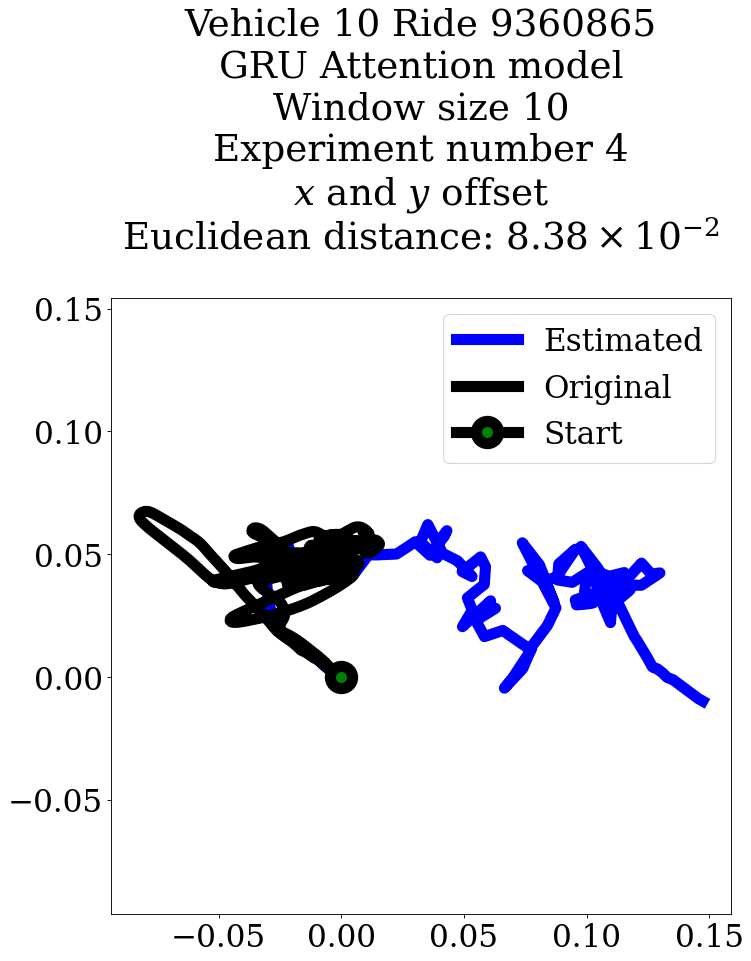 Vehicle 10 Ride 9360865
GRU Attention model
Window size 10
Experiment number 4
x and y offset
Euclidean distance: 8.38 × 10⁻²
Estimated
Original
Start
0.15
0.10
0.05
0.00
−0.05
−0.05 0.00 0.05 0.10 0.15